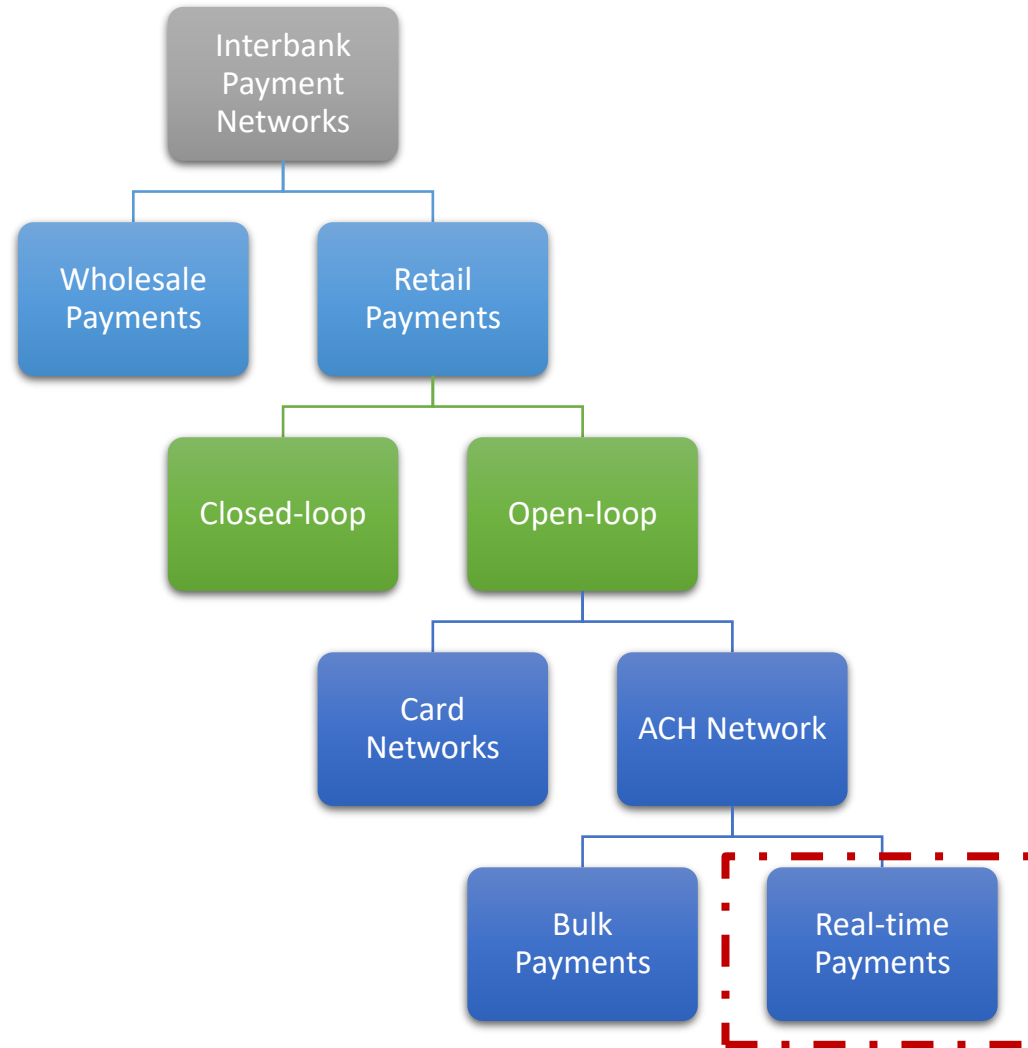 Interbank
Payment
Networks
Wholesale
Payments
Retail
Payments
Closed-loop
Open-loop
Card
Networks
ACH Network
Bulk
Payments
Real-time
Payments